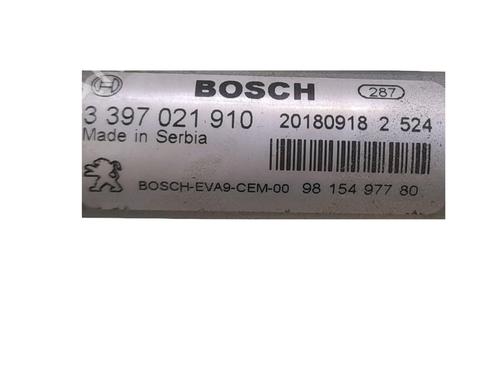 BOSCH 287
3 397 021 910 20180918 2 524
Made in Serbia
BOSCH-EVA9-CEM-00 98 154 977 80